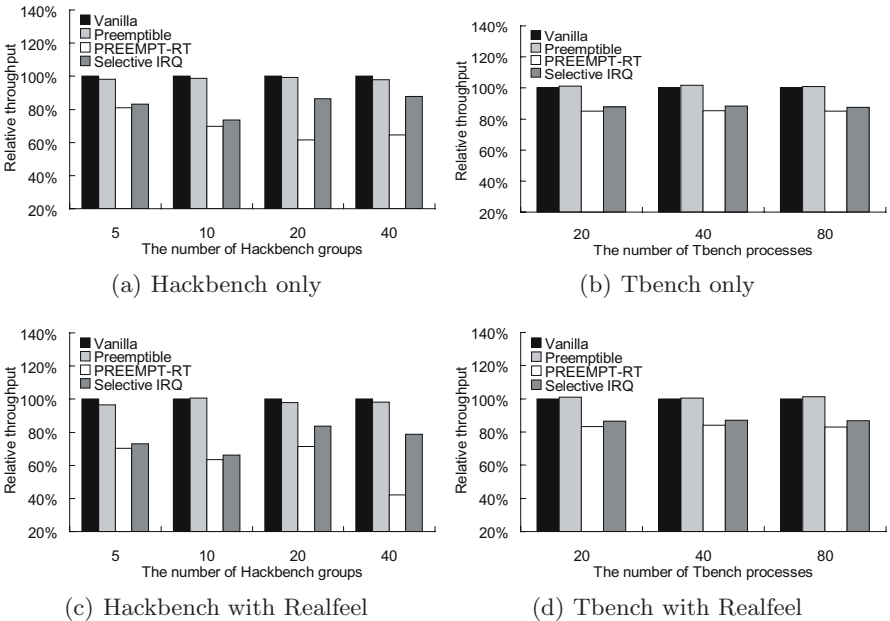 140%
120%
100%
80%
60%
40%
20%
Relative throughput
Vanilla
Preemptible
PREEMPT-RT
Selective IRQ
5 10 20 40
The number of Hackbench groups
(a) Hackbench only
140%
120%
100%
80%
60%
40%
20%
Relative throughput
Vanilla
Preemptible
PREEMPT-RT
Selective IRQ
20 40 80
The number of Tbench processes
(b) Tbench only
140%
120%
100%
80%
60%
40%
20%
Relative throughput
Vanilla
Preemptible
PREEMPT-RT
Selective IRQ
5 10 20 40
The number of Hackbench groups
(c) Hackbench with Realfeel
140%
120%
100%
80%
60%
40%
20%
Relative throughput
Vanilla
Preemptible
PREEMPT-RT
Selective IRQ
20 40 80
The number of Tbench processes
(d) Tbench with Realfeel